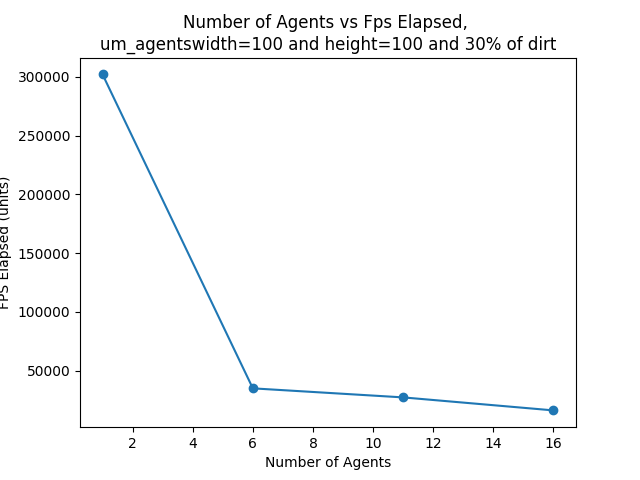 Number of Agents vs Fps Elapsed,
um_agentswidth=100 and height=100 and 30% of dirt
300000
250000
200000
150000
100000
50000
FPS Elapsed (units)
2 4 6 8 10 12 14 16
Number of Agents